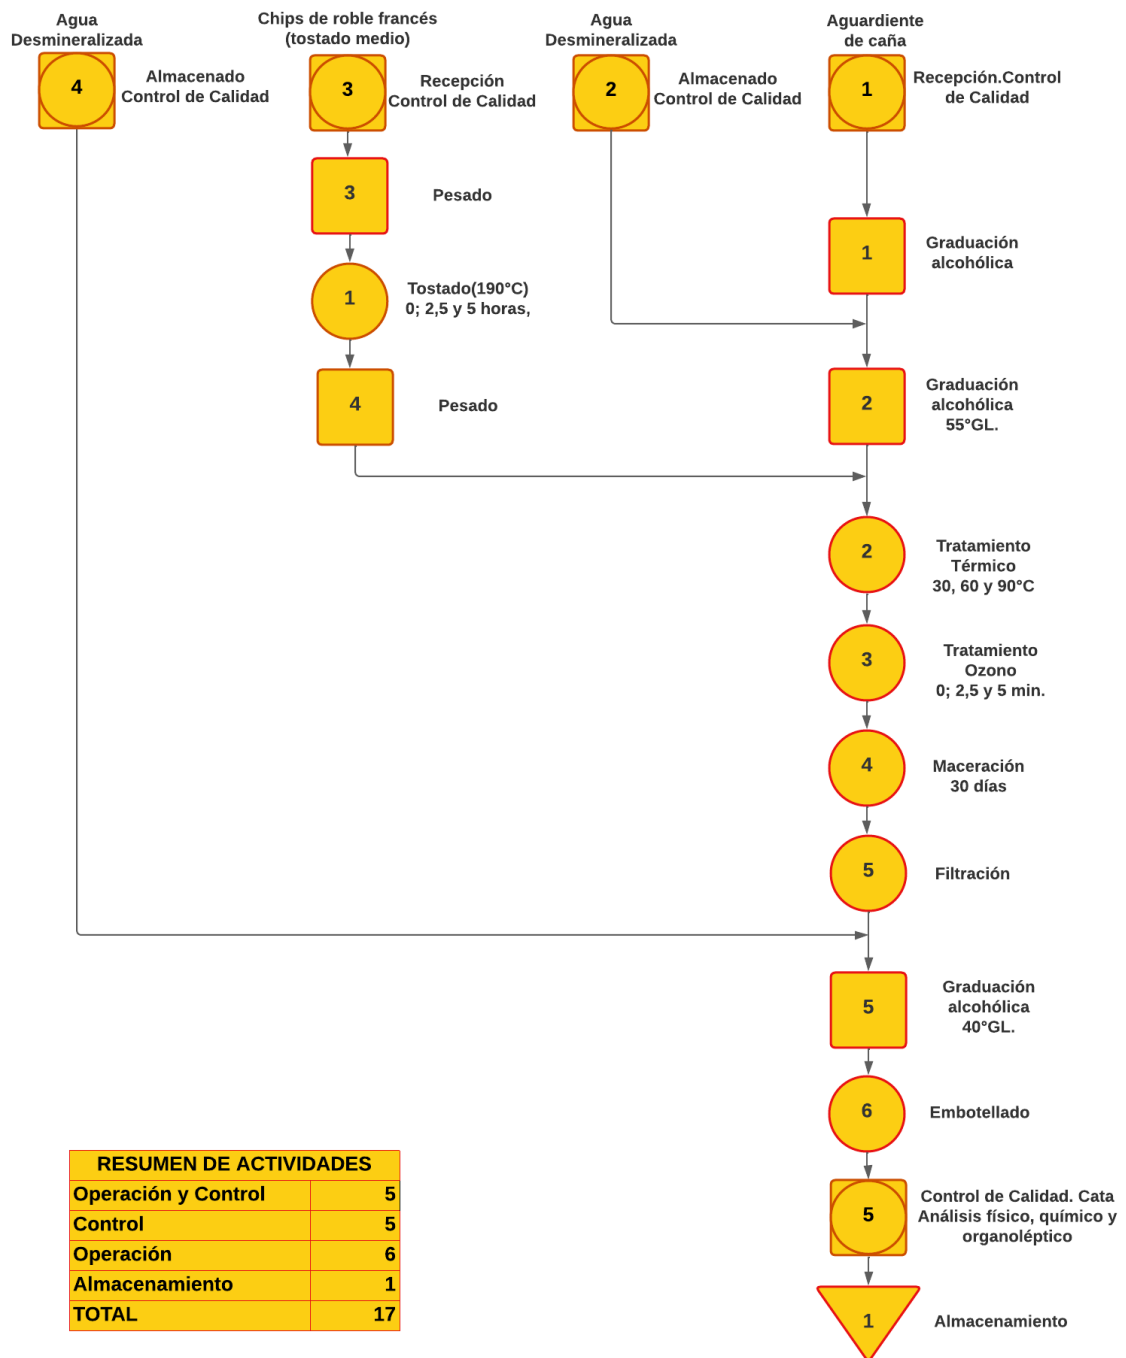 Agua
Desmineralizada
4
Almacenado
Control de Calidad
Chips de roble francés
(tostado medio)
3
Recepción
Control de Calidad
3
Pesado
1
Tostado(190°C)
0; 2,5 y 5 horas,
4
Pesado
Agua
Desmineralizada
2
Almacenado
Control de Calidad
Aguardiente
de caña
1
Recepción.Control
de Calidad
1
Graduación
alcohólica
2
Graduación
alcohólica
55°GL.
2
Tratamiento
Térmico
30, 60 y 90°C
3
Tratamiento
Ozono
0; 2,5 y 5 min.
4
Maceración
30 días
5
Filtración
5
Graduación
alcohólica
40°GL.
6
Embotellado
5
Control de Calidad. Cata
Análisis físico, químico y
organoléptico
1
Almacenamiento
RESUMEN DE ACTIVIDADES
Operación y Control 5
Control 5
Operación 6
Almacenamiento 1
TOTAL 17